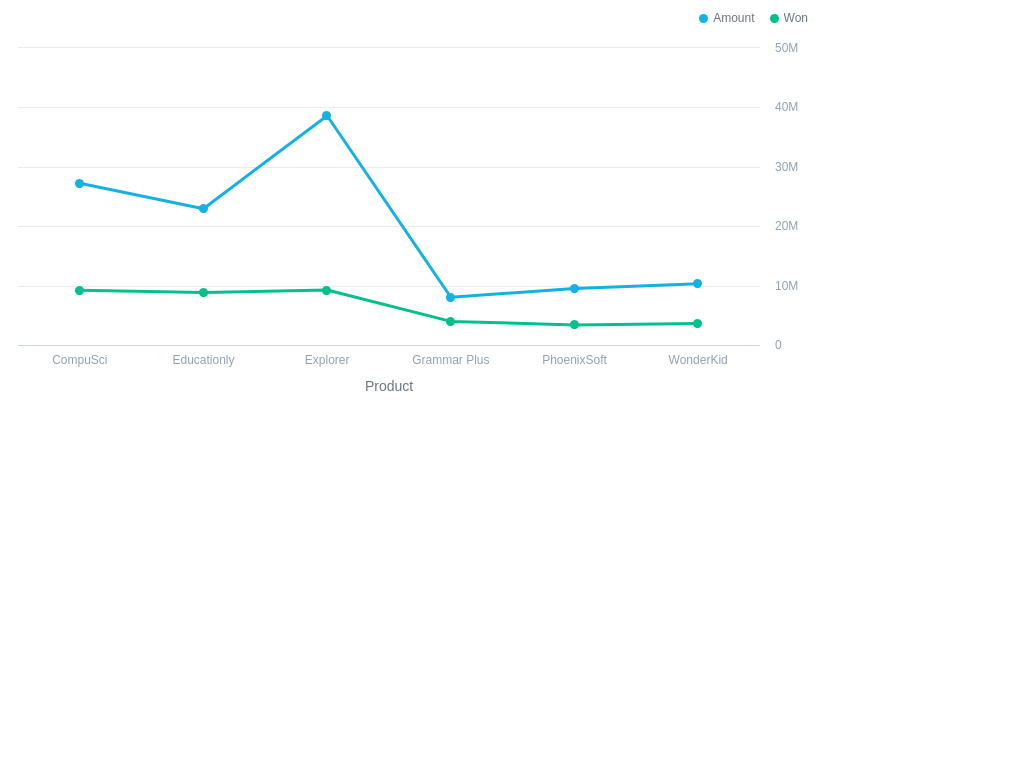 Amount Won
50M
40M
30M
20M
10M
0
CompuSci Educationly Explorer Grammar Plus PhoenixSoft WonderKid
Product